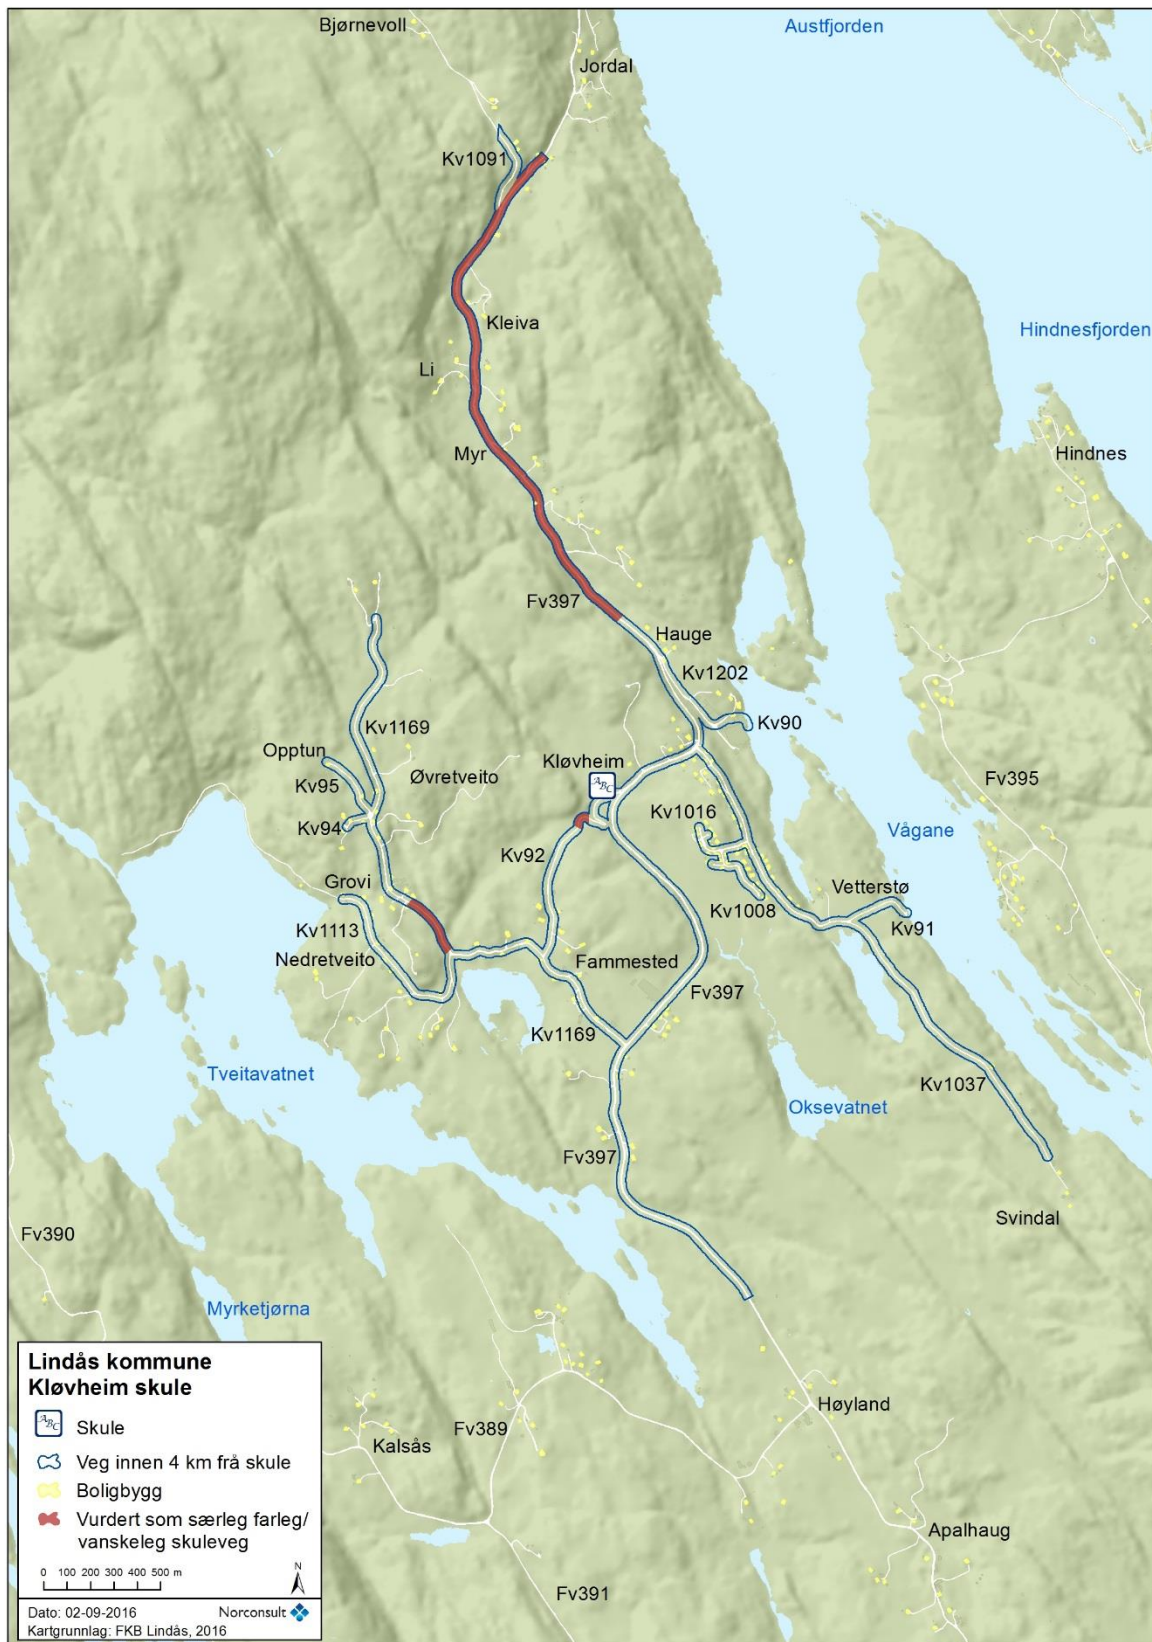 Bjørnevoll
Austfjorden
Jordal
Kv1091
Kleiva
Hindnesfjorden
Li
Myr
Hindnes
Fv397
Hauge
Kv1202
Kv90
Kv1169
Opptun
Kløvheim
ABC
Øvretveito
Kv95
Fv395
Kv94
Kv1016
Vågane
Kv92
Grovi
Vetterstø
Kv1113
Kv1008
Kv91
Nedretveito
Fammested
Fv397
Kv1169
Tveitavatnet
Kv1037
Oksevatnet
Fv397
Svindal
Fv390
Myrketjørna
Høyland
Fv389
Kalsås
Apalhaug
Fv391
Lindås kommune
Kløvheim skule
ABC Skule
Veg innen 4 km frå skule
Boligbygg
Vurdert som særleg farleg/
vanskeleg skuleveg
0 100 200 300 400 500 m
N
Dato: 02-09-2016 Norconsult
Kartgrunnlag: FKB Lindås, 2016